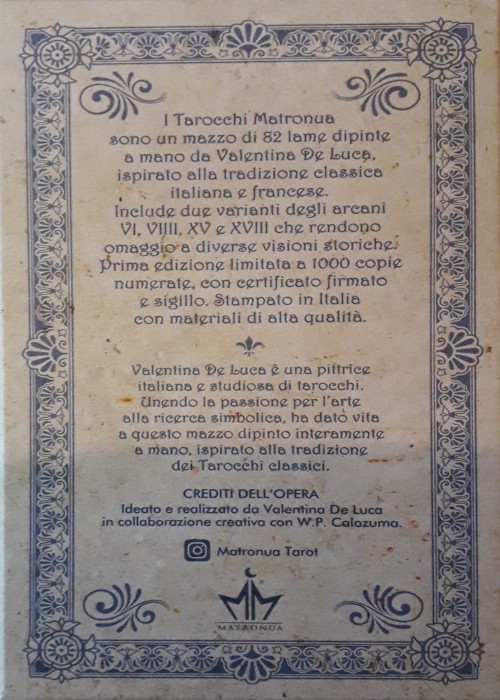 I Tarocchi Matronua
sono un mazzo di 82 lame dipinte
a mano da Valentina De Luca,
ispirato alla tradizione classica
italiana e francese.
Include due varianti degli arcani
VI, VIIII, XV e XVIII che rendono
omaggio a diverse visioni storiche.
Prima edizione limitata a 1000 copie
numerate, con certificato firmato
e sigillo. Stampato in Italia
con materiali di alta qualità.
Valentina De Luca è una pittrice
italiana e studiosa di tarocchi.
Unendo la passione per l'arte
alla ricerca simbolica, ha dato vita
a questo mazzo dipinto interamente
a mano, ispirato alla tradizione
dei Tarocchi classici.
CREDITI DELL'OPERA
Ideato e realizzato da Valentina De Luca
in collaborazione creativa con W.P. Calozuma.
Matronua Tarot
MATRONUA